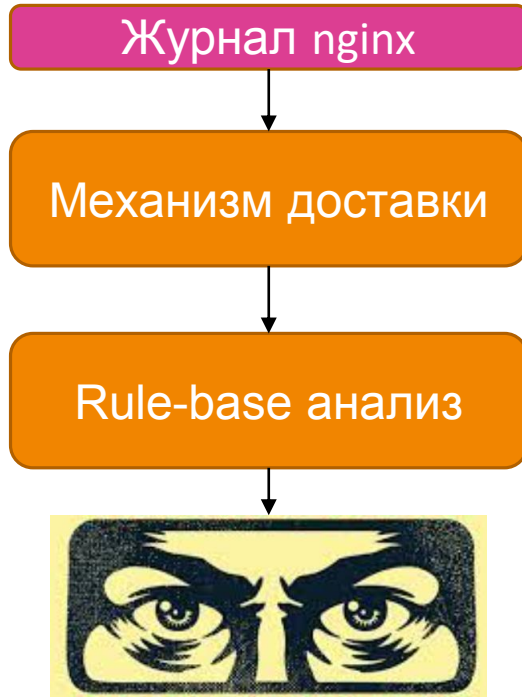 Журнал nginx
Механизм доставки
Rule-base анализ